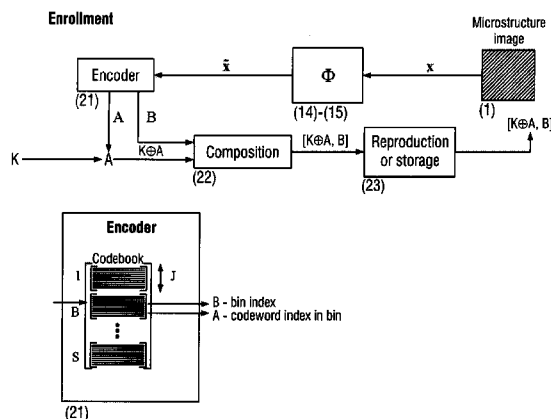 Enrollment
Microstructure
image
x̃
x
Encoder
Φ
(21)
(14)-(15)
(1)
A
B
K
A
K⊕A
Composition
[K⊕A, B]
Reproduction
or storage
[K⊕A, B]
(22)
(23)
Encoder
Codebook
1
J
B
B - bin index
A - codeword index in bin
S
(21)